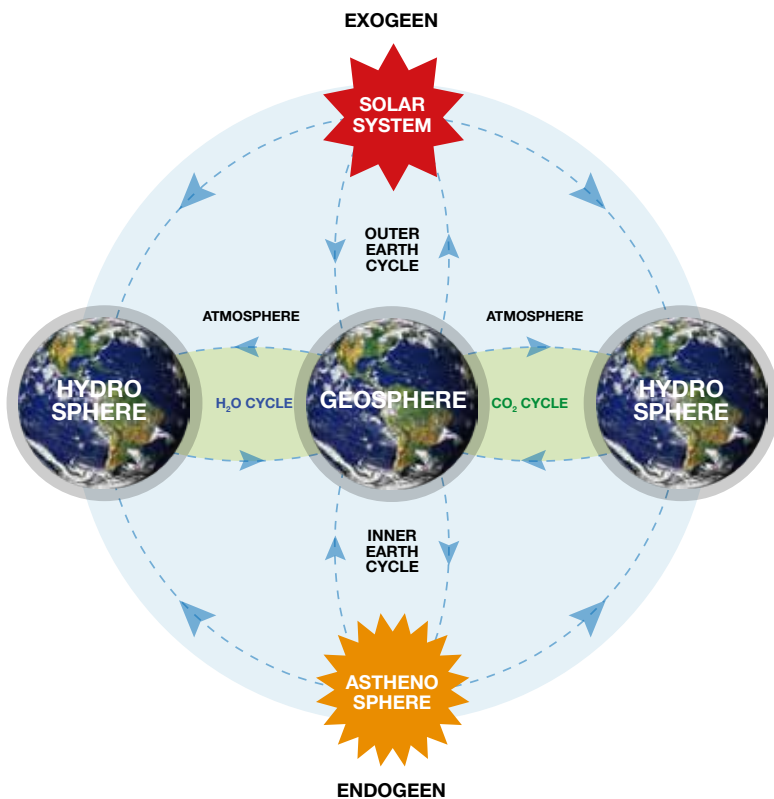 EXOGEEN
SOLAR
SYSTEM
OUTER
EARTH
CYCLE
ATMOSPHERE
ATMOSPHERE
HYDRO
SPHERE
H₂O CYCLE
GEOSPHERE
CO₂ CYCLE
HYDRO
SPHERE
INNER
EARTH
CYCLE
ASTHENO
SPHERE
ENDOGEEN